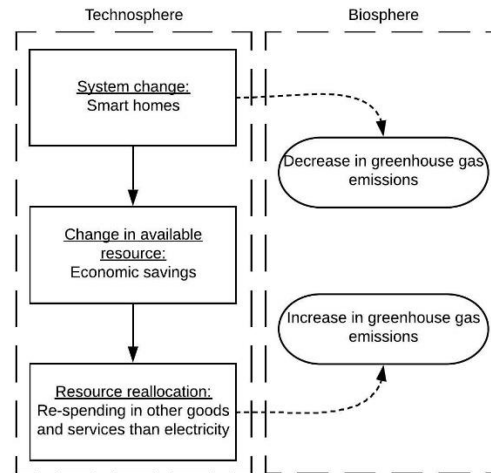 Technosphere
Biosphere
System change:
Smart homes
Decrease in greenhouse gas
emissions
Change in available
resource:
Economic savings
Increase in greenhouse gas
emissions
Resource reallocation:
Re-spending in other goods
and services than electricity